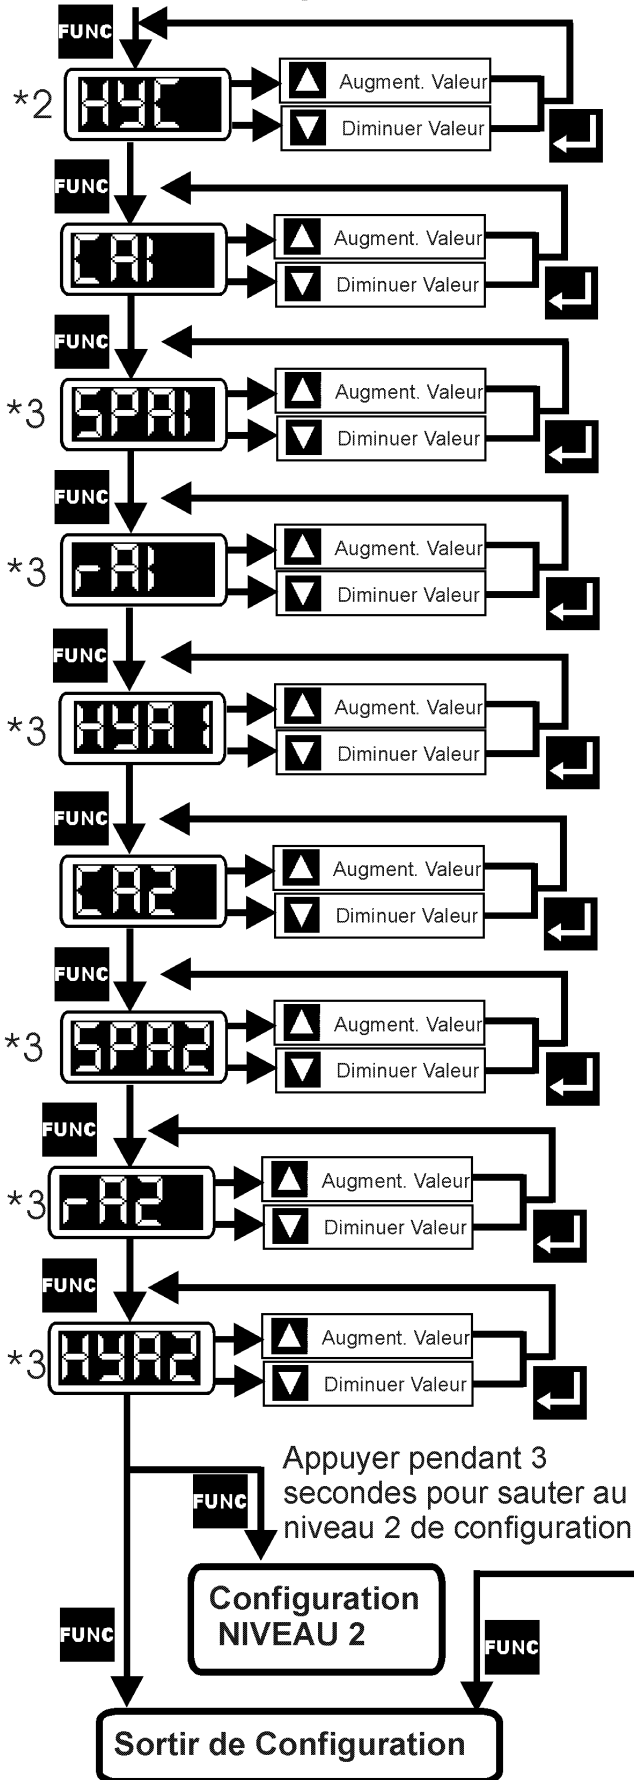 FUNC
*2 HYC
Augment. Valeur
Diminuer Valeur
FUNC
CA1
Augment. Valeur
Diminuer Valeur
FUNC
*3 SPA1
Augment. Valeur
Diminuer Valeur
FUNC
*3 rA1
Augment. Valeur
Diminuer Valeur
FUNC
*3 HYA1
Augment. Valeur
Diminuer Valeur
FUNC
CA2
Augment. Valeur
Diminuer Valeur
FUNC
*3 SPA2
Augment. Valeur
Diminuer Valeur
FUNC
*3 rA2
Augment. Valeur
Diminuer Valeur
FUNC
*3 HYA2
Augment. Valeur
Diminuer Valeur
Appuyer pendant 3
secondes pour sauter au
niveau 2 de configuration
FUNC
Configuration
NIVEAU 2
FUNC
FUNC
Sortir de Configuration